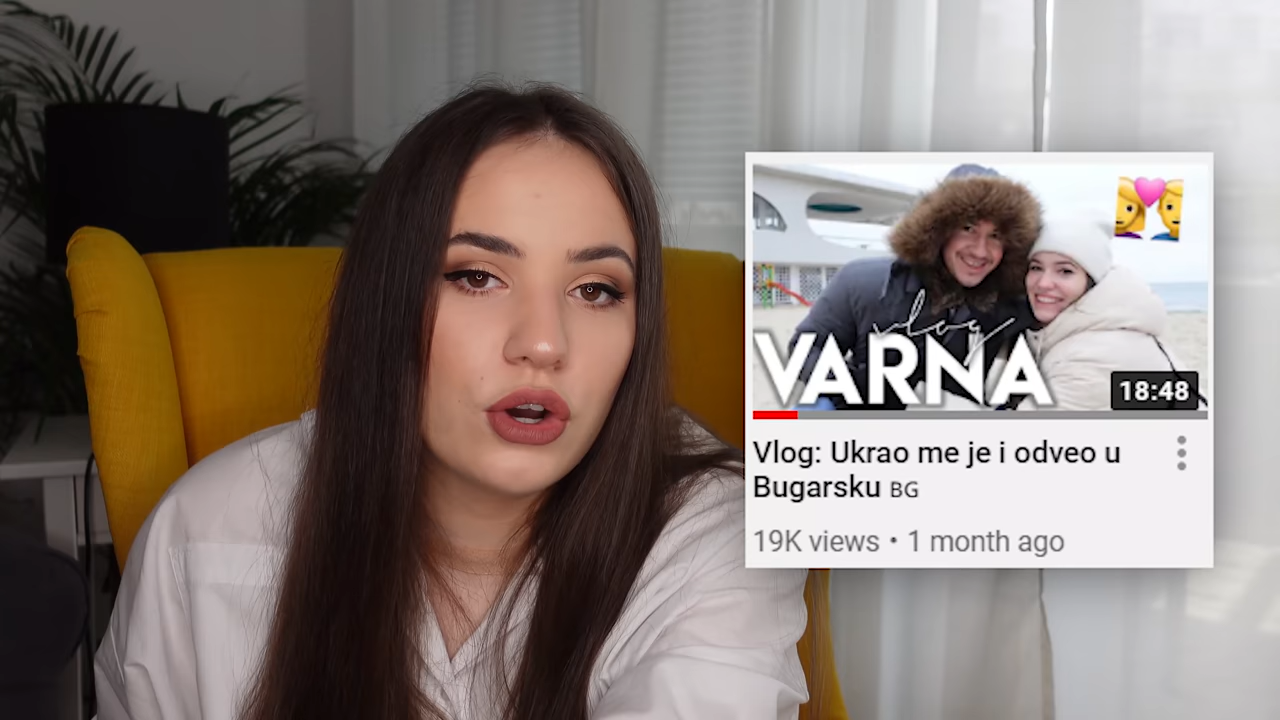 vlog
VARNA
18:48
Vlog: Ukrao me je i odveo u
Bugarsku BG
19K views • 1 month ago